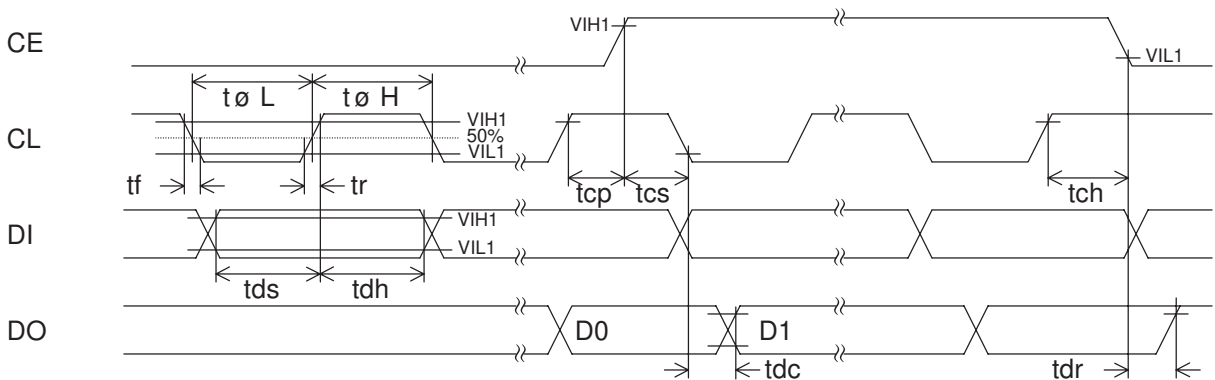 CE
VIH1
VIL1
tø L
tø H
CL
VIH1
50%
VIL1
tf
tr
tcp
tcs
tch
DI
VIH1
VIL1
tds
tdh
DO
D0
D1
tdc
tdr